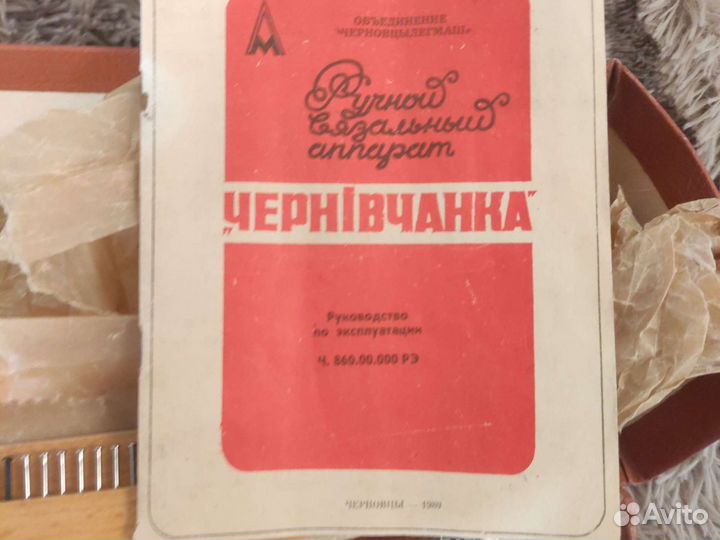 ОБЪЕДИНЕНИЕ
"ЧЕРНОВЦЫЛЕГМАШ"
Ручной
вязальный
аппарат
„ЧЕРНІВЧАНКА"
Руководство
по эксплуатации
Ч. 860.00.000 РЭ
ЧЕРНОВЦЫ —
Avito